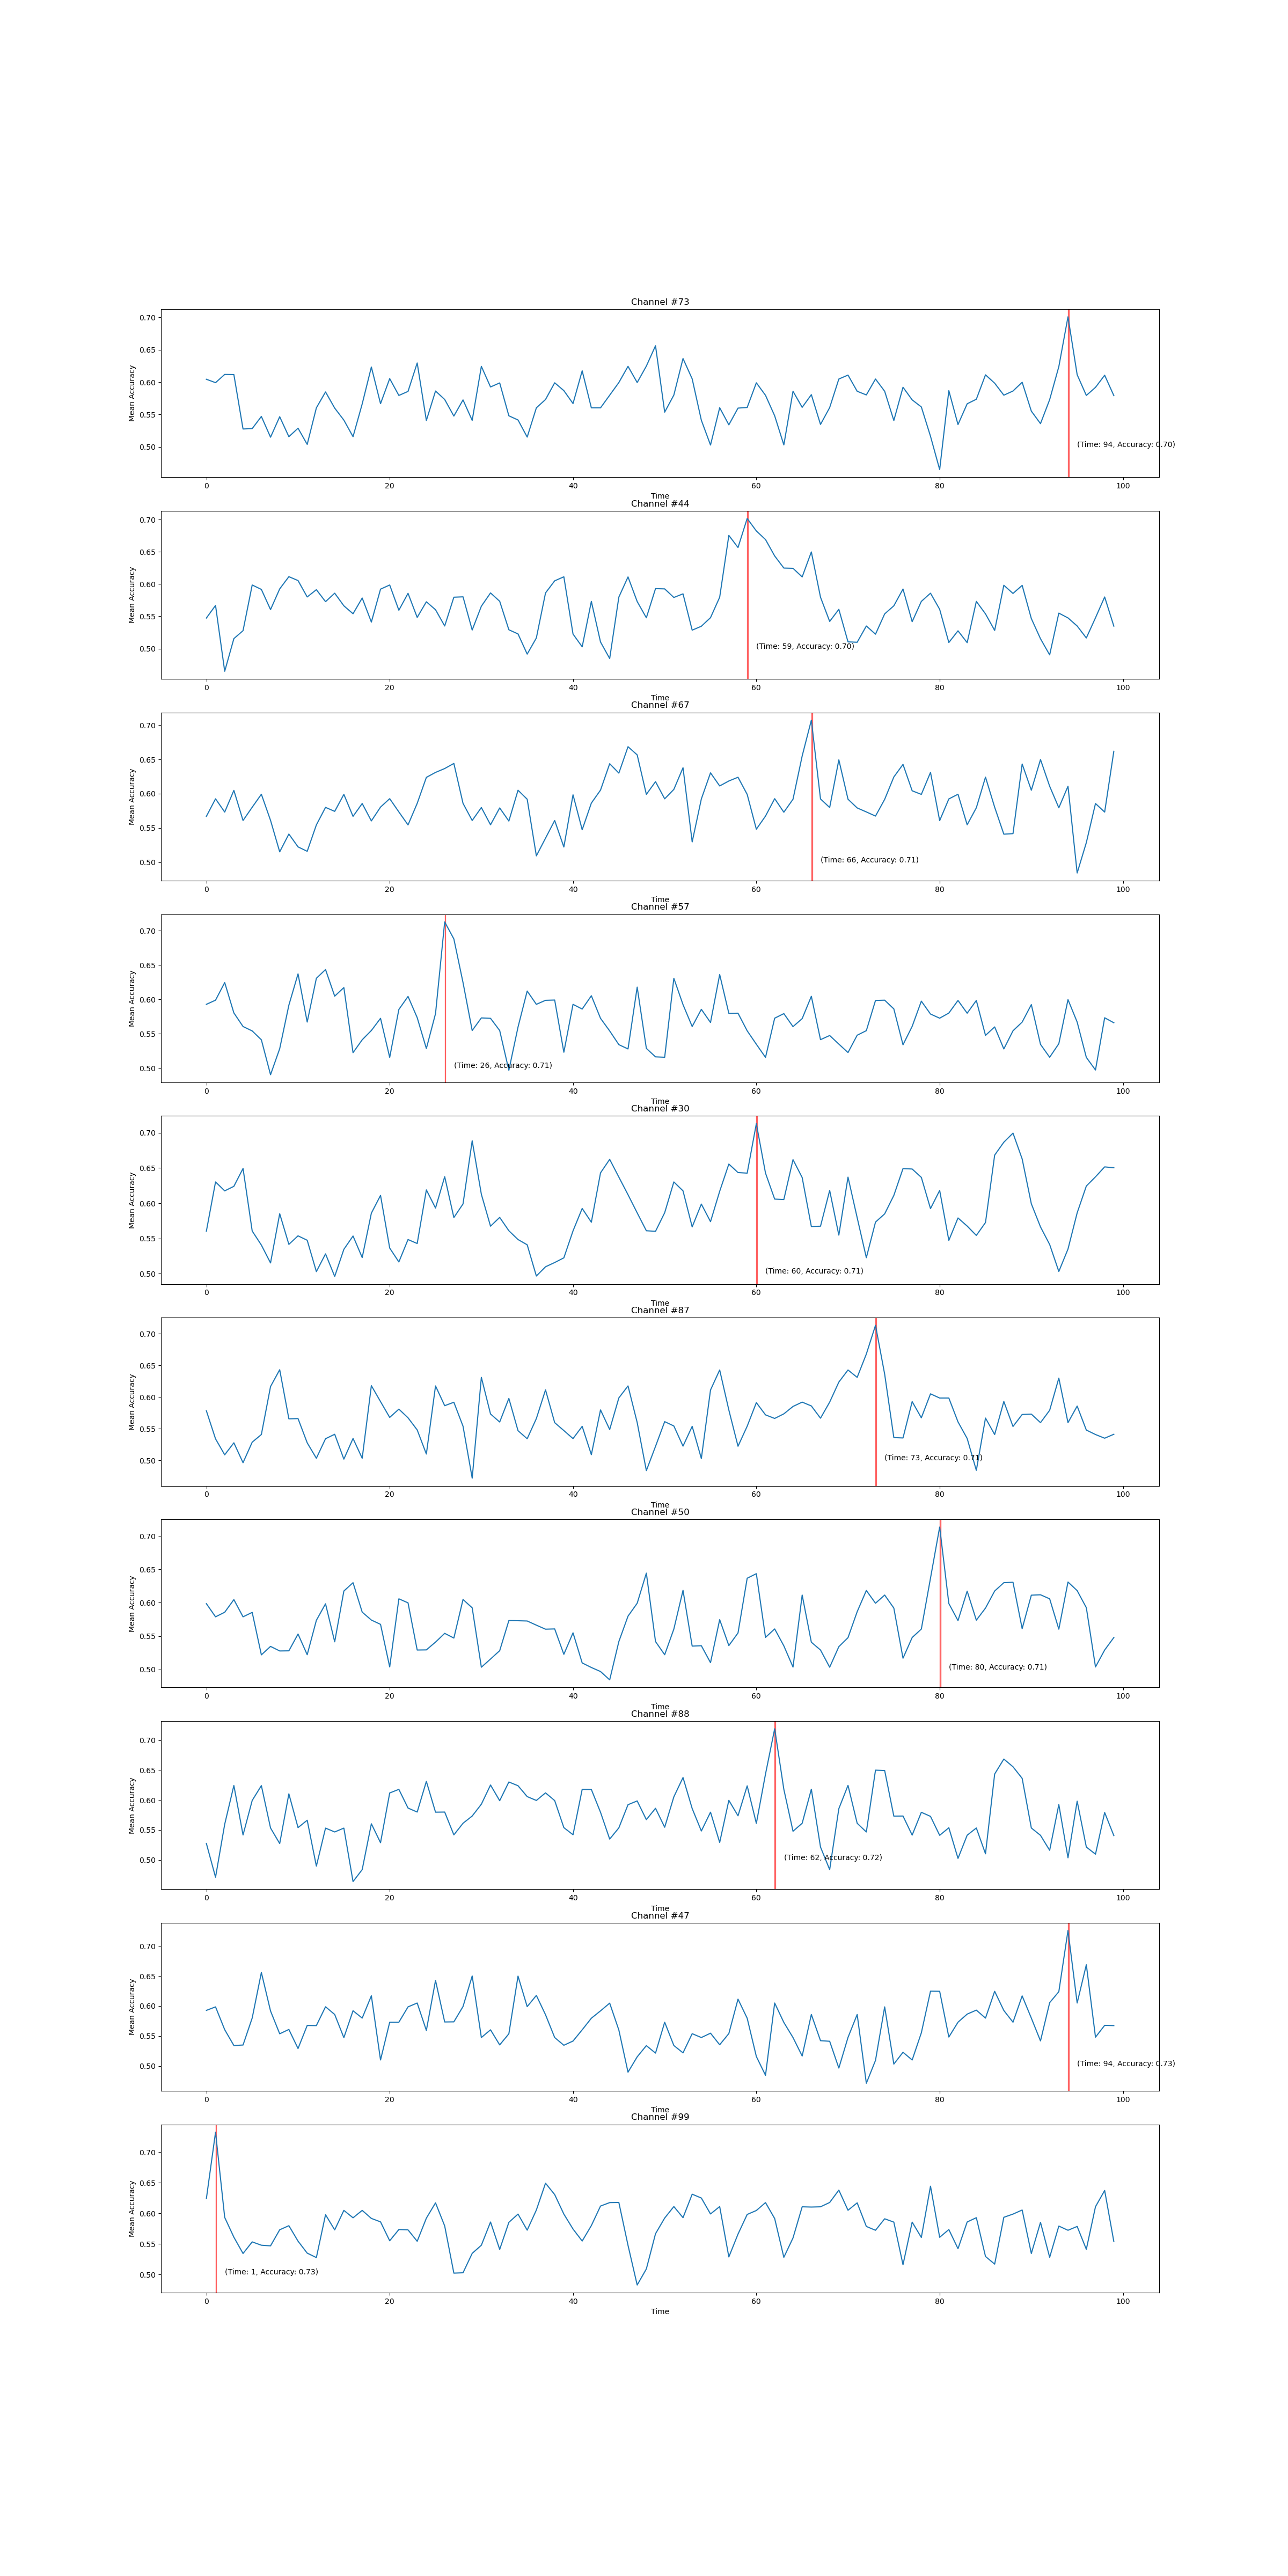 Channel #73
0.70
0.65
0.60
0.55
0.50
Mean Accuracy
(Time: 94, Accuracy: 0.70)
0 20 40 60 80 100
Time
Channel #44
0.70
0.65
0.60
0.55
0.50
Mean Accuracy
(Time: 59, Accuracy: 0.70)
0 20 40 60 80 100
Time
Channel #67
0.70
0.65
0.60
0.55
0.50
Mean Accuracy
(Time: 66, Accuracy: 0.71)
0 20 40 60 80 100
Time
Channel #57
0.70
0.65
0.60
0.55
0.50
Mean Accuracy
(Time: 26, Accuracy: 0.71)
0 20 40 60 80 100
Time
Channel #30
0.70
0.65
0.60
0.55
0.50
Mean Accuracy
(Time: 60, Accuracy: 0.71)
0 20 40 60 80 100
Time
Channel #87
0.70
0.65
0.60
0.55
0.50
Mean Accuracy
(Time: 73, Accuracy: 0.71)
0 20 40 60 80 100
Time
Channel #50
0.70
0.65
0.60
0.55
0.50
Mean Accuracy
(Time: 80, Accuracy: 0.71)
0 20 40 60 80 100
Time
Channel #88
0.70
0.65
0.60
0.55
0.50
Mean Accuracy
(Time: 62, Accuracy: 0.72)
0 20 40 60 80 100
Time
Channel #47
0.70
0.65
0.60
0.55
0.50
Mean Accuracy
(Time: 94, Accuracy: 0.73)
0 20 40 60 80 100
Time
Channel #99
0.70
0.65
0.60
0.55
0.50
Mean Accuracy
(Time: 1, Accuracy: 0.73)
0 20 40 60 80 100
Time